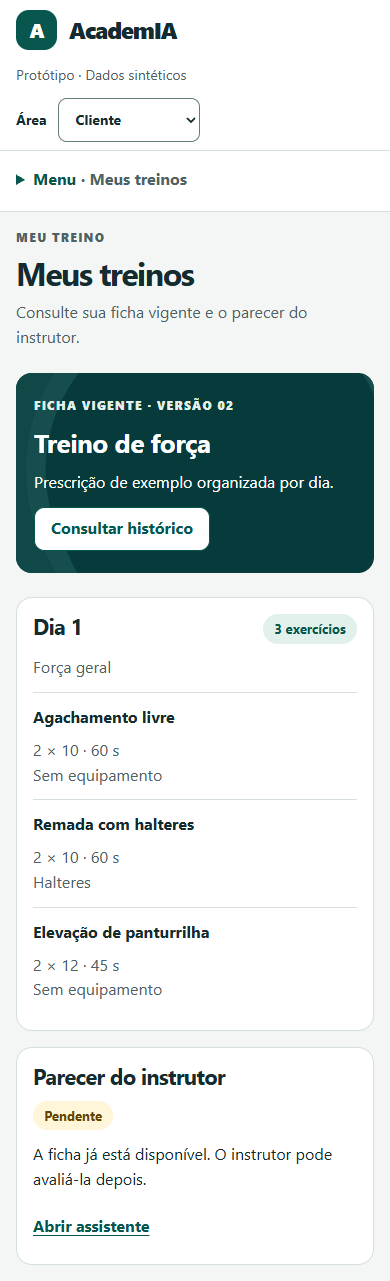 A AcademIA
Protótipo · Dados sintéticos
Área Cliente
Menu · Meus treinos
MEU TREINO
Meus treinos
Consulte sua ficha vigente e o parecer do
instrutor.
FICHA VIGENTE · VERSÃO 02
Treino de força
Prescrição de exemplo organizada por dia.
Consultar histórico
Dia 1 3 exercícios
Força geral
Agachamento livre
2 × 10 · 60 s
Sem equipamento
Remada com halteres
2 × 10 · 60 s
Halteres
Elevação de panturrilha
2 × 12 · 45 s
Sem equipamento
Parecer do instrutor
Pendente
A ficha já está disponível. O instrutor pode
avaliá-la depois.
Abrir assistente